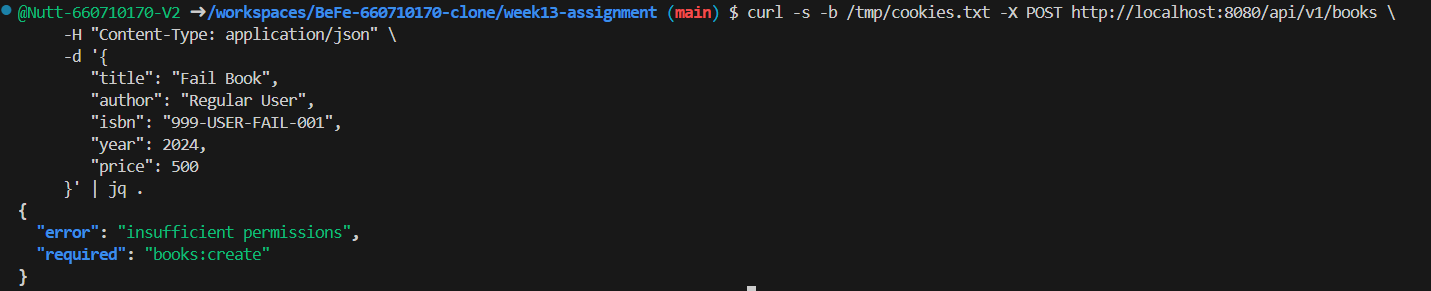 @Nutt-660710170-V2 ➜/workspaces/BeFe-660710170-clone/week13-assignment (main) $ curl -s -b /tmp/cookies.txt -X POST http://localhost:8080/api/v1/books \
     -H "Content-Type: application/json" \
     -d '{
        "title": "Fail Book",
        "author": "Regular User",
        "isbn": "999-USER-FAIL-001",
        "year": 2024,
        "price": 500
     }' | jq .
{
  "error": "insufficient permissions",
  "required": "books:create"
}